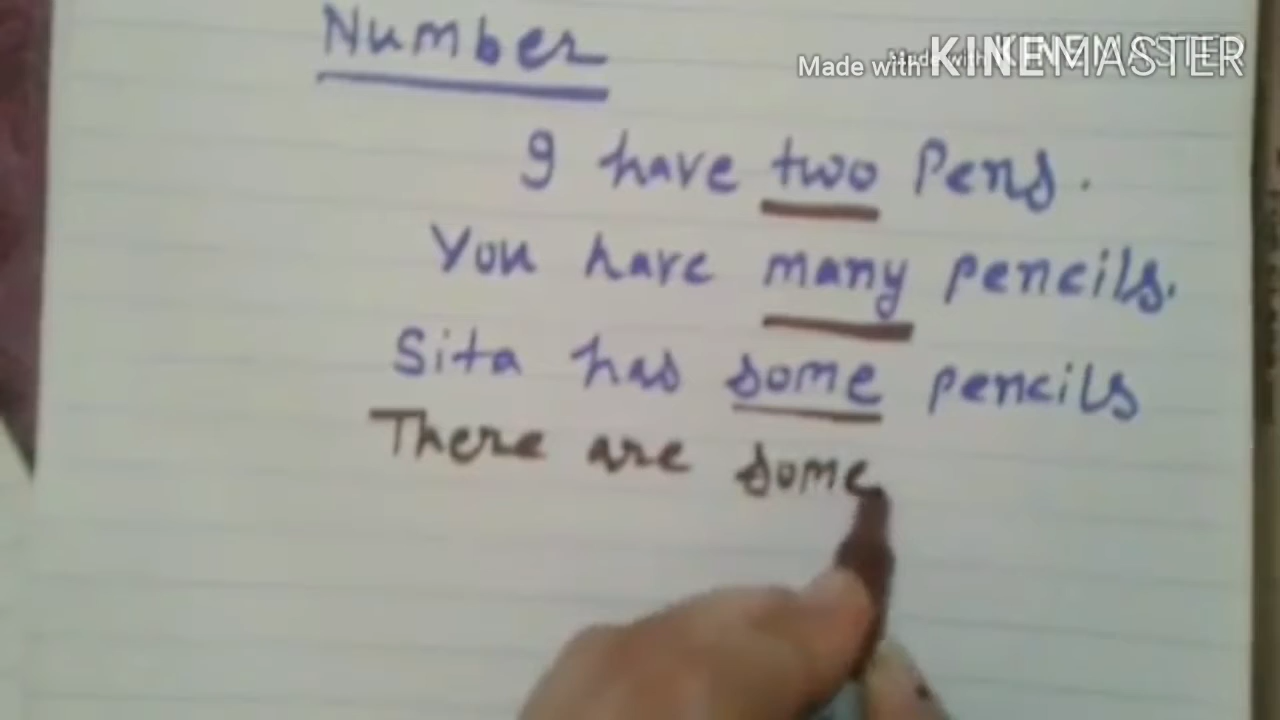 Number
Made with KINEMASTER
I have two Pens.
You have many pencils.
Sita has some pencils
There are some